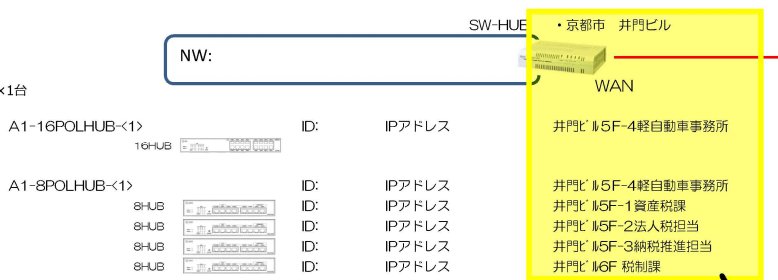 SW-HUB ・京都市 井門ビル
NW:
WAN
×1台
A1-16POLHUB-<1> ID: IPアドレス 井門ビル5F-4軽自動車事務所
16HUB
A1-8POLHUB-<1> ID: IPアドレス 井門ビル5F-4軽自動車事務所
8HUB ID: IPアドレス 井門ビル5F-1資産税課
8HUB ID: IPアドレス 井門ビル5F-2法人税担当
8HUB ID: IPアドレス 井門ビル5F-3納税推進担当
8HUB ID: IPアドレス 井門ビル6F 税制課